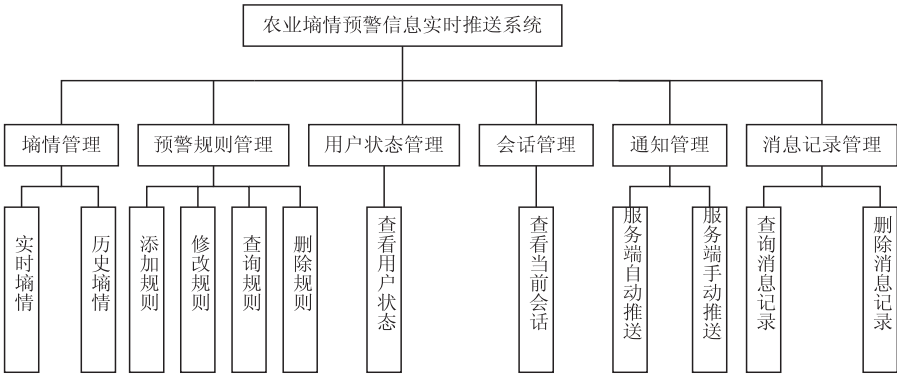 农业墒情预警信息实时推送系统
墒情管理
预警规则管理
用户状态管理
会话管理
通知管理
消息记录管理
实时墒情
历史墒情
添加规则
修改规则
查询规则
删除规则
查看用户状态
查看当前会话
服务端自动推送
服务端手动推送
查询消息记录
删除消息记录